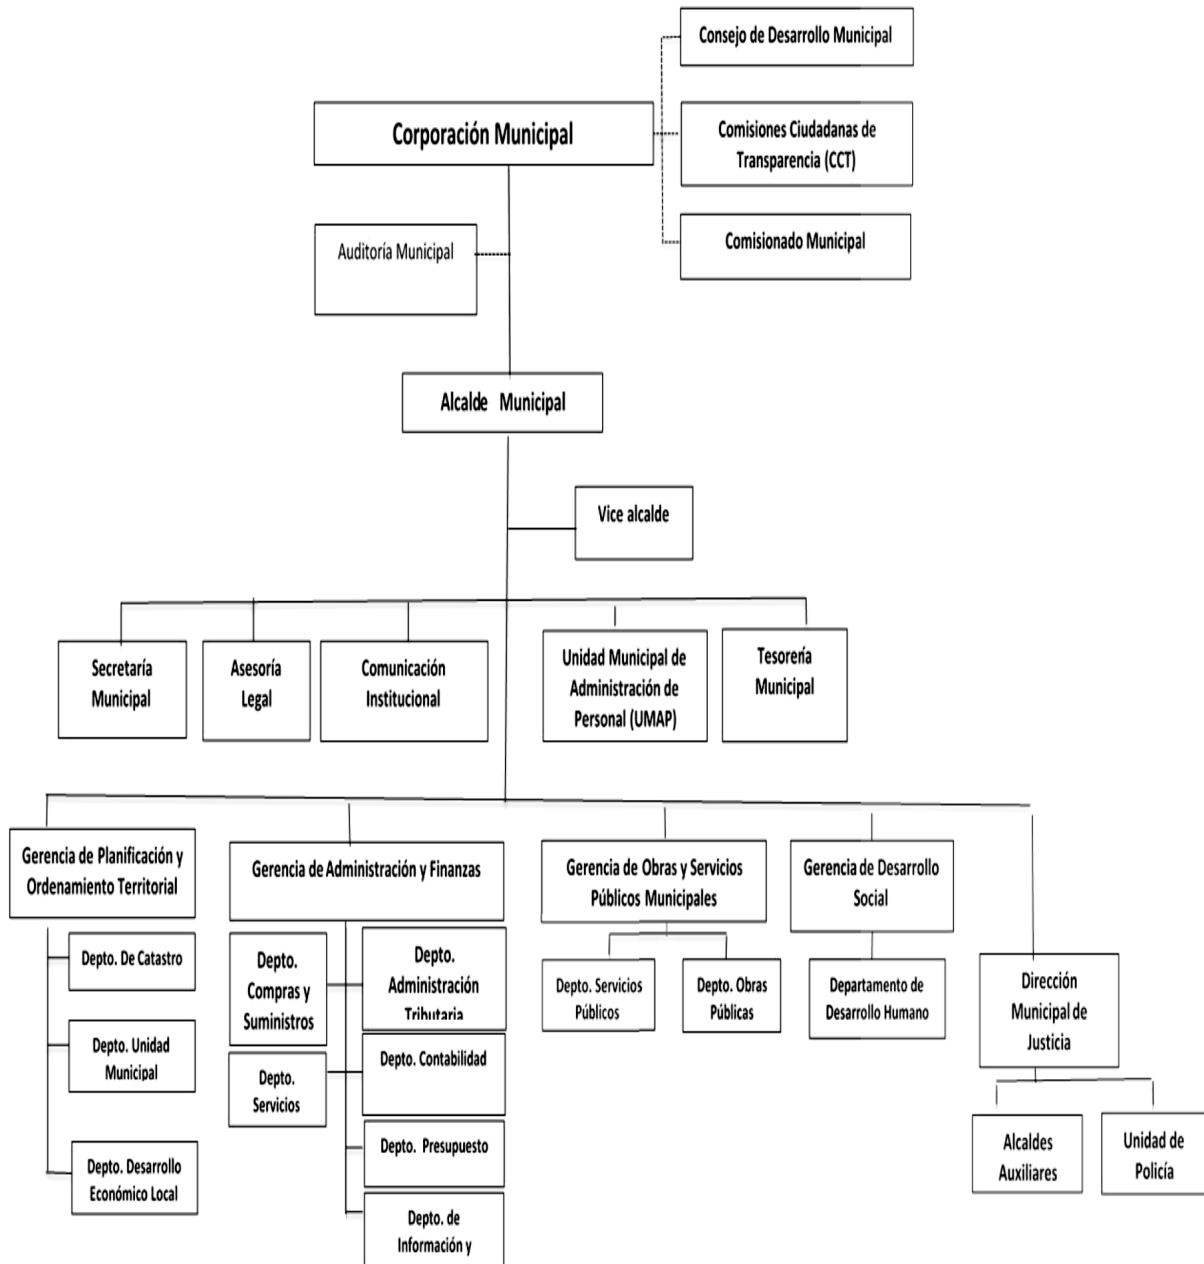 Consejo de Desarrollo Municipal
Corporación Municipal
Comisiones Ciudadanas de
Transparencia (CCT)
Comisionado Municipal
Auditoría Municipal
Alcalde Municipal
Vice alcalde
Secretaría
Municipal
Asesoría
Legal
Comunicación
Institucional
Unidad Municipal de
Administración de
Personal (UMAP)
Tesorería
Municipal
Gerencia de Planificación y
Ordenamiento Territorial
Gerencia de Administración y Finanzas
Gerencia de Obras y Servicios
Públicos Municipales
Gerencia de Desarrollo
Social
Depto. De Catastro
Depto. Unidad
Municipal
Depto. Desarrollo
Económico Local
Depto.
Compras y
Suministros
Depto.
Servicios
Depto.
Administración
Tributaria
Depto. Contabilidad
Depto. Presupuesto
Depto. de
Información y
Depto. Servicios
Públicos
Depto. Obras
Públicas
Departamento de
Desarrollo Humano
Dirección
Municipal de
Justicia
Alcaldes
Auxiliares
Unidad de
Policía